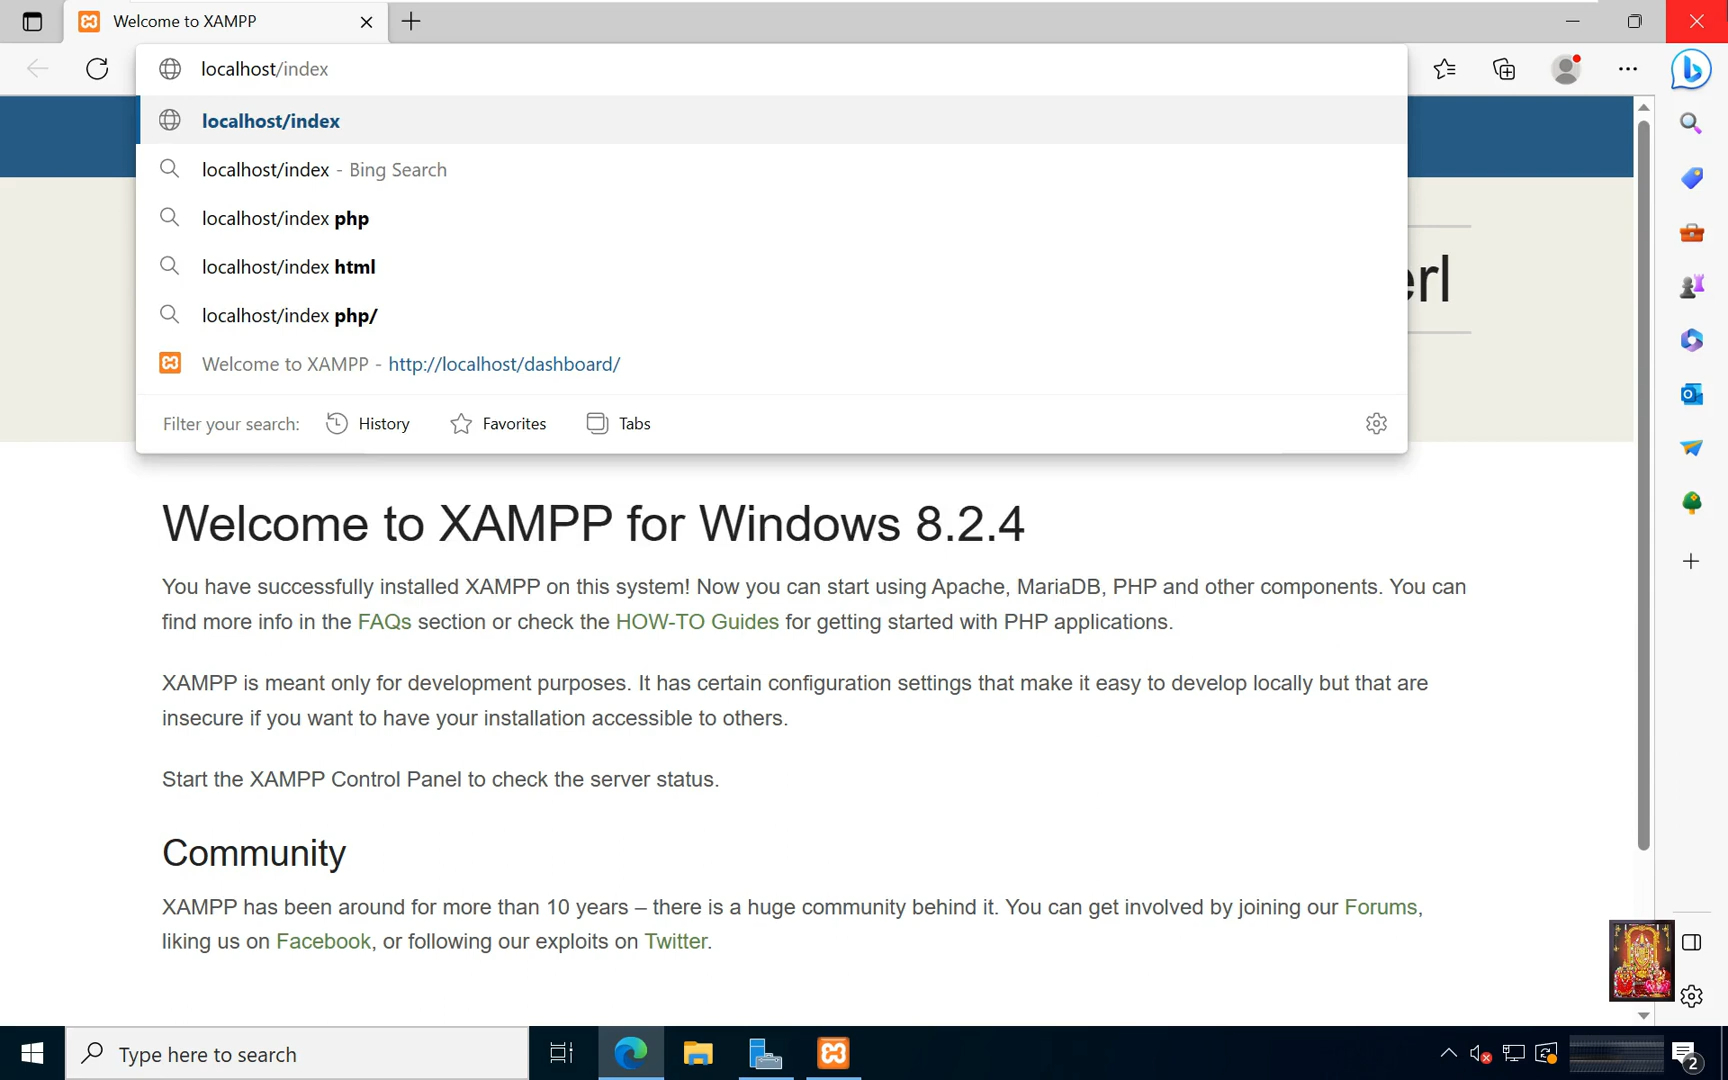 Welcome to XAMPP
localhost/index
localhost/index
localhost/index - Bing Search
localhost/index php
localhost/index html
localhost/index php/
Welcome to XAMPP - http://localhost/dashboard/
Filter your search: History Favorites Tabs
erl
Welcome to XAMPP for Windows 8.2.4
You have successfully installed XAMPP on this system! Now you can start using Apache, MariaDB, PHP and other components. You can
find more info in the FAQs section or check the HOW-TO Guides for getting started with PHP applications.
XAMPP is meant only for development purposes. It has certain configuration settings that make it easy to develop locally but that are
insecure if you want to have your installation accessible to others.
Start the XAMPP Control Panel to check the server status.
Community
XAMPP has been around for more than 10 years – there is a huge community behind it. You can get involved by joining our Forums,
liking us on Facebook, or following our exploits on Twitter.
Type here to search
2